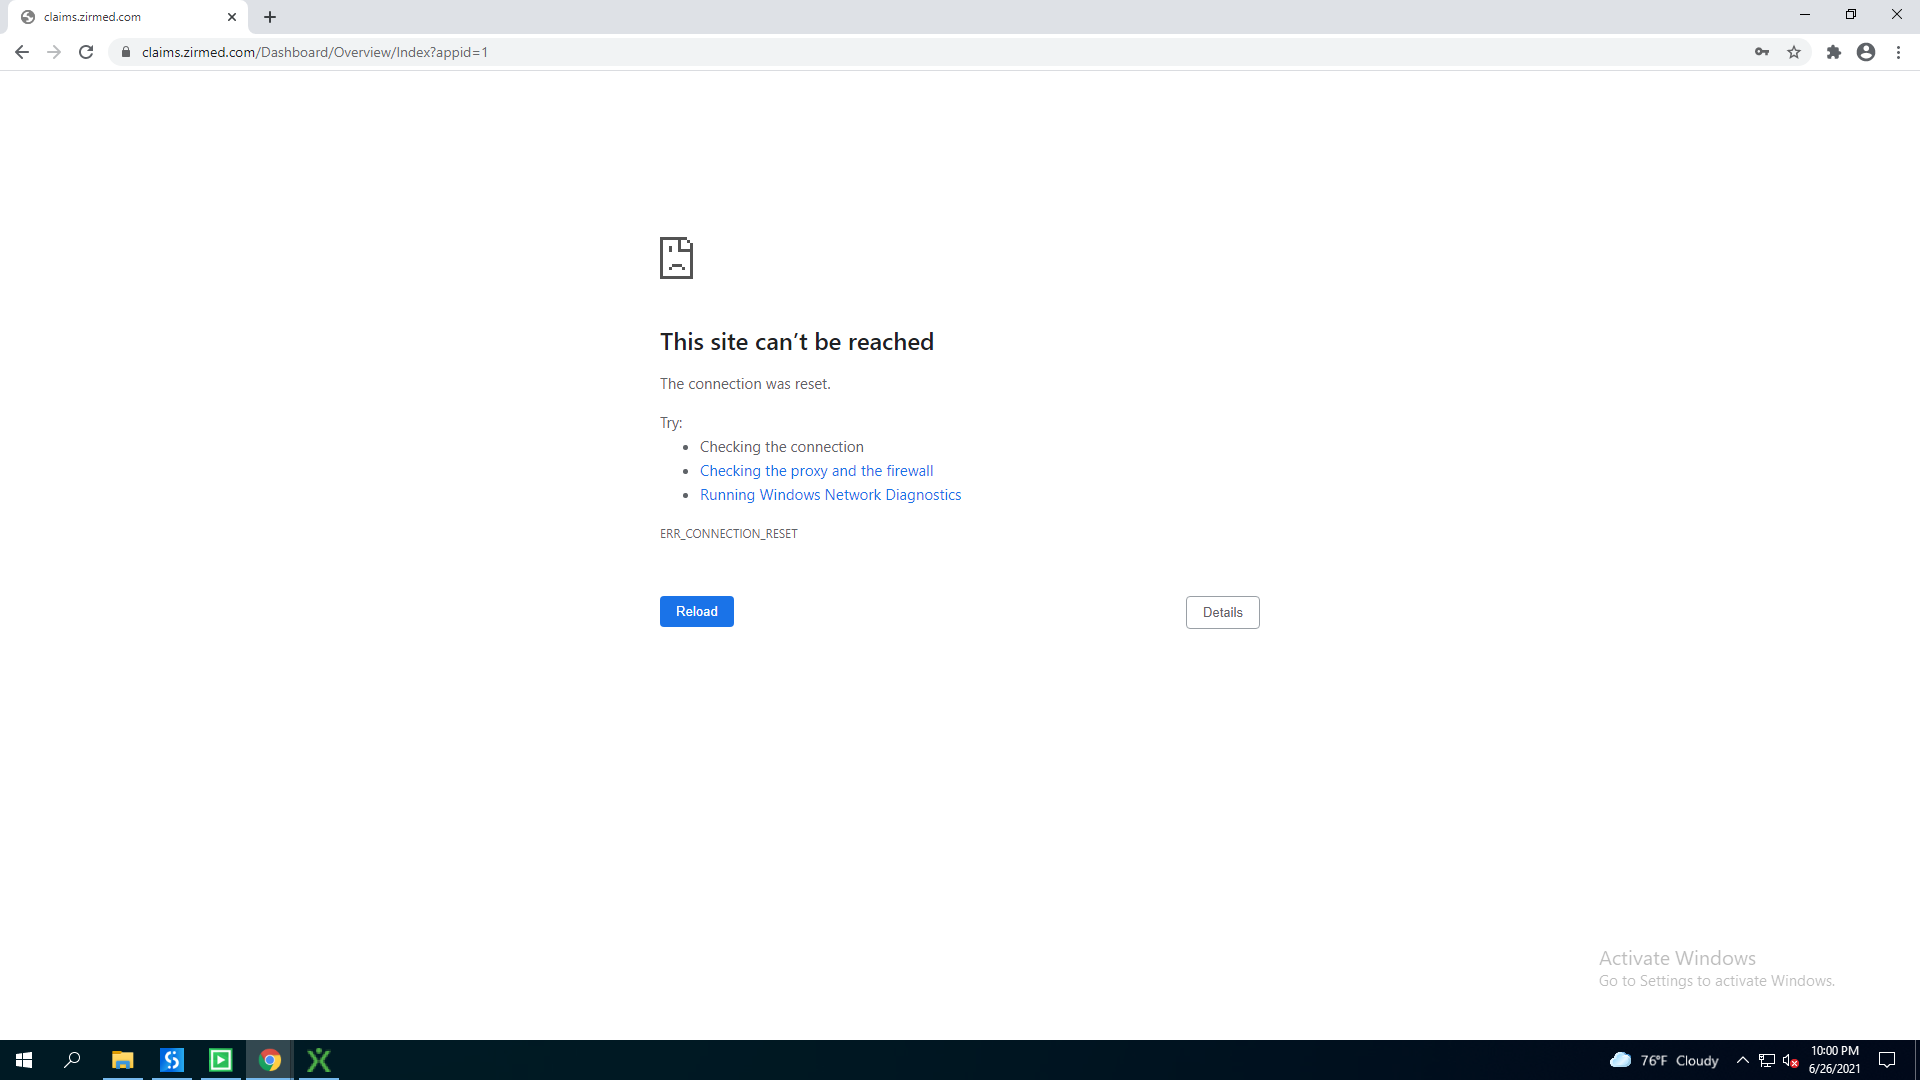 claims.zirmed.com
claims.zirmed.com/Dashboard/Overview/Index?appid=1
This site can’t be reached
The connection was reset.
Try:
Checking the connection
Checking the proxy and the firewall
Running Windows Network Diagnostics
ERR_CONNECTION_RESET
Reload
Details
Activate Windows
Go to Settings to activate Windows.
76°F Cloudy
10:00 PM
6/26/2021